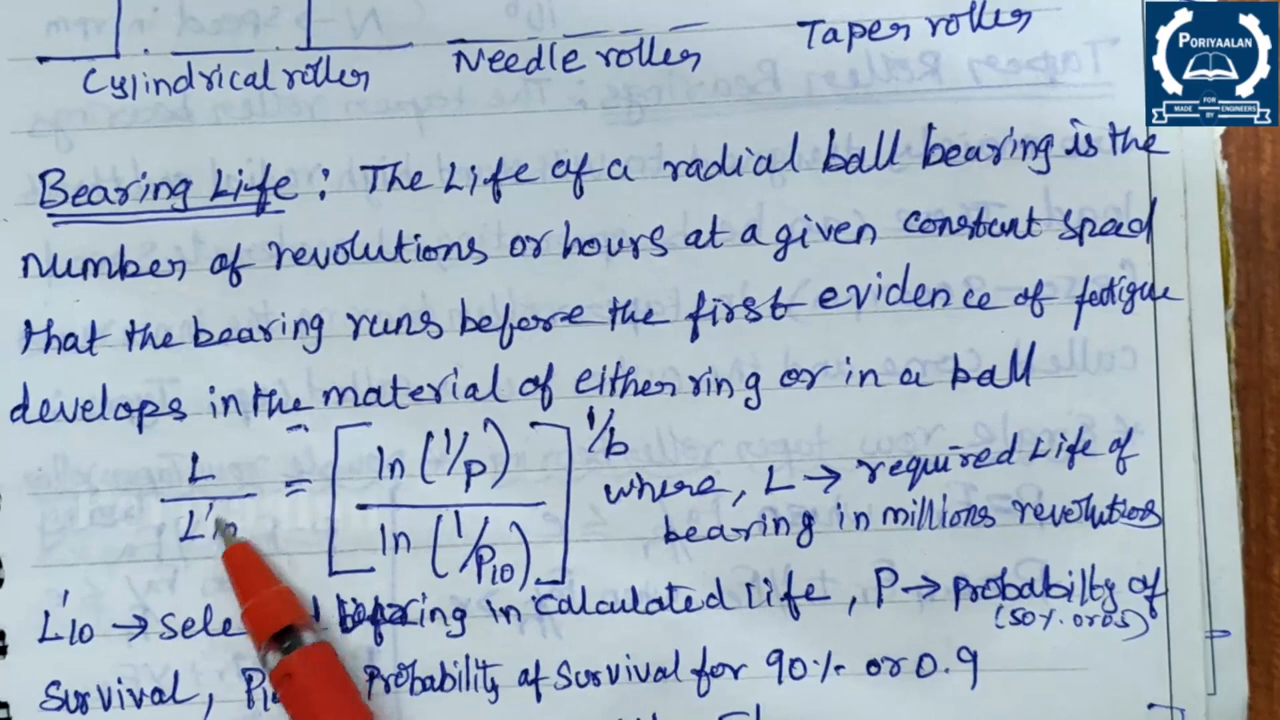 Cylindrical roller
Needle roller
Taper roller
PORIYAALAN
MADE FOR BY ENGINEERS
Bearing Life : The Life of a radial ball bearing is the
number of revolutions or hours at a given constant speed
that the bearing runs before the first evidence of fatigue
develops in the material of either ring or in a ball
L/L'10 = [ln(1/P)/ln(1/P10)]^1/b where, L → required Life of
bearing in millions revolutions
L'10 → bearing in calculated life, P → probabilty of
(50% or 0.5)
survival, P10 Probability of Survival for 90% or 0.9